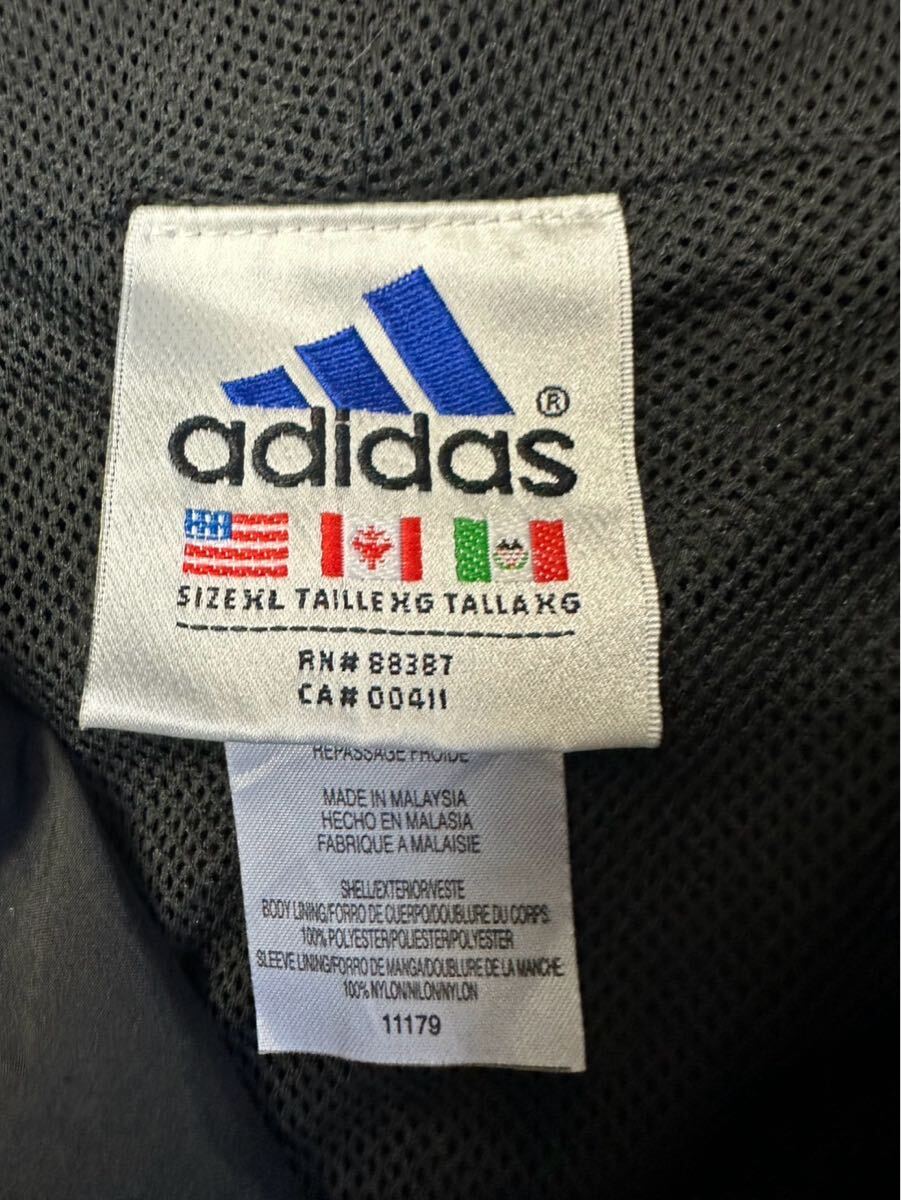 adidas ®
SIZE XL TAILLE XG TALLA XG
RN# 88387
CA# 00411
REPASSAGE FROIDE
MADE IN MALAYSIA
HECHO EN MALASIA
FABRIQUE A MALAISIE
SHELL/EXTERIOR/VESTE
BODY LINING/FORRO DE CUERPO/DOUBLURE DU CORPS:
100% POLYESTER/POLIESTER/POLYESTER
SLEEVE LINING/FORRO DE MANGA/DOUBLURE DE LA MANCHE:
100% NYLON/NILON/NYLON
11179